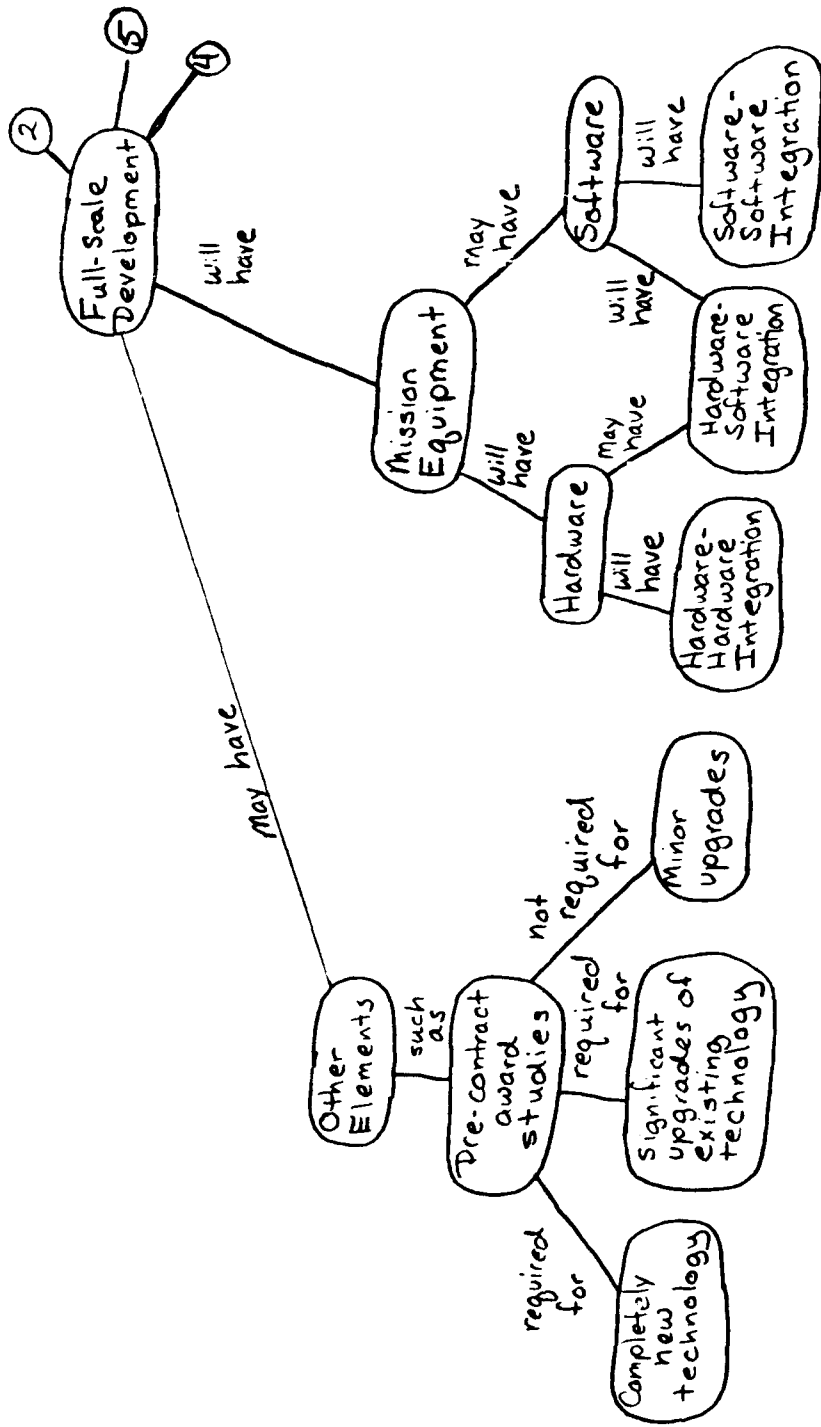 2
5
4
Full-Scale
Development
will
have
May have
Other
Elements
such
as
Pre-contract
award
studies
required
for
required
for
not
required
for
Completely
new
technology
Significant
upgrades of
existing
technology
Minor
upgrades
Mission
Equipment
will
have
may
have
Hardware
Software
will
have
may
have
will
have
will
have
Hardware-
Hardware
Integration
Hardware-
Software
Integration
Software-
Software
Integration